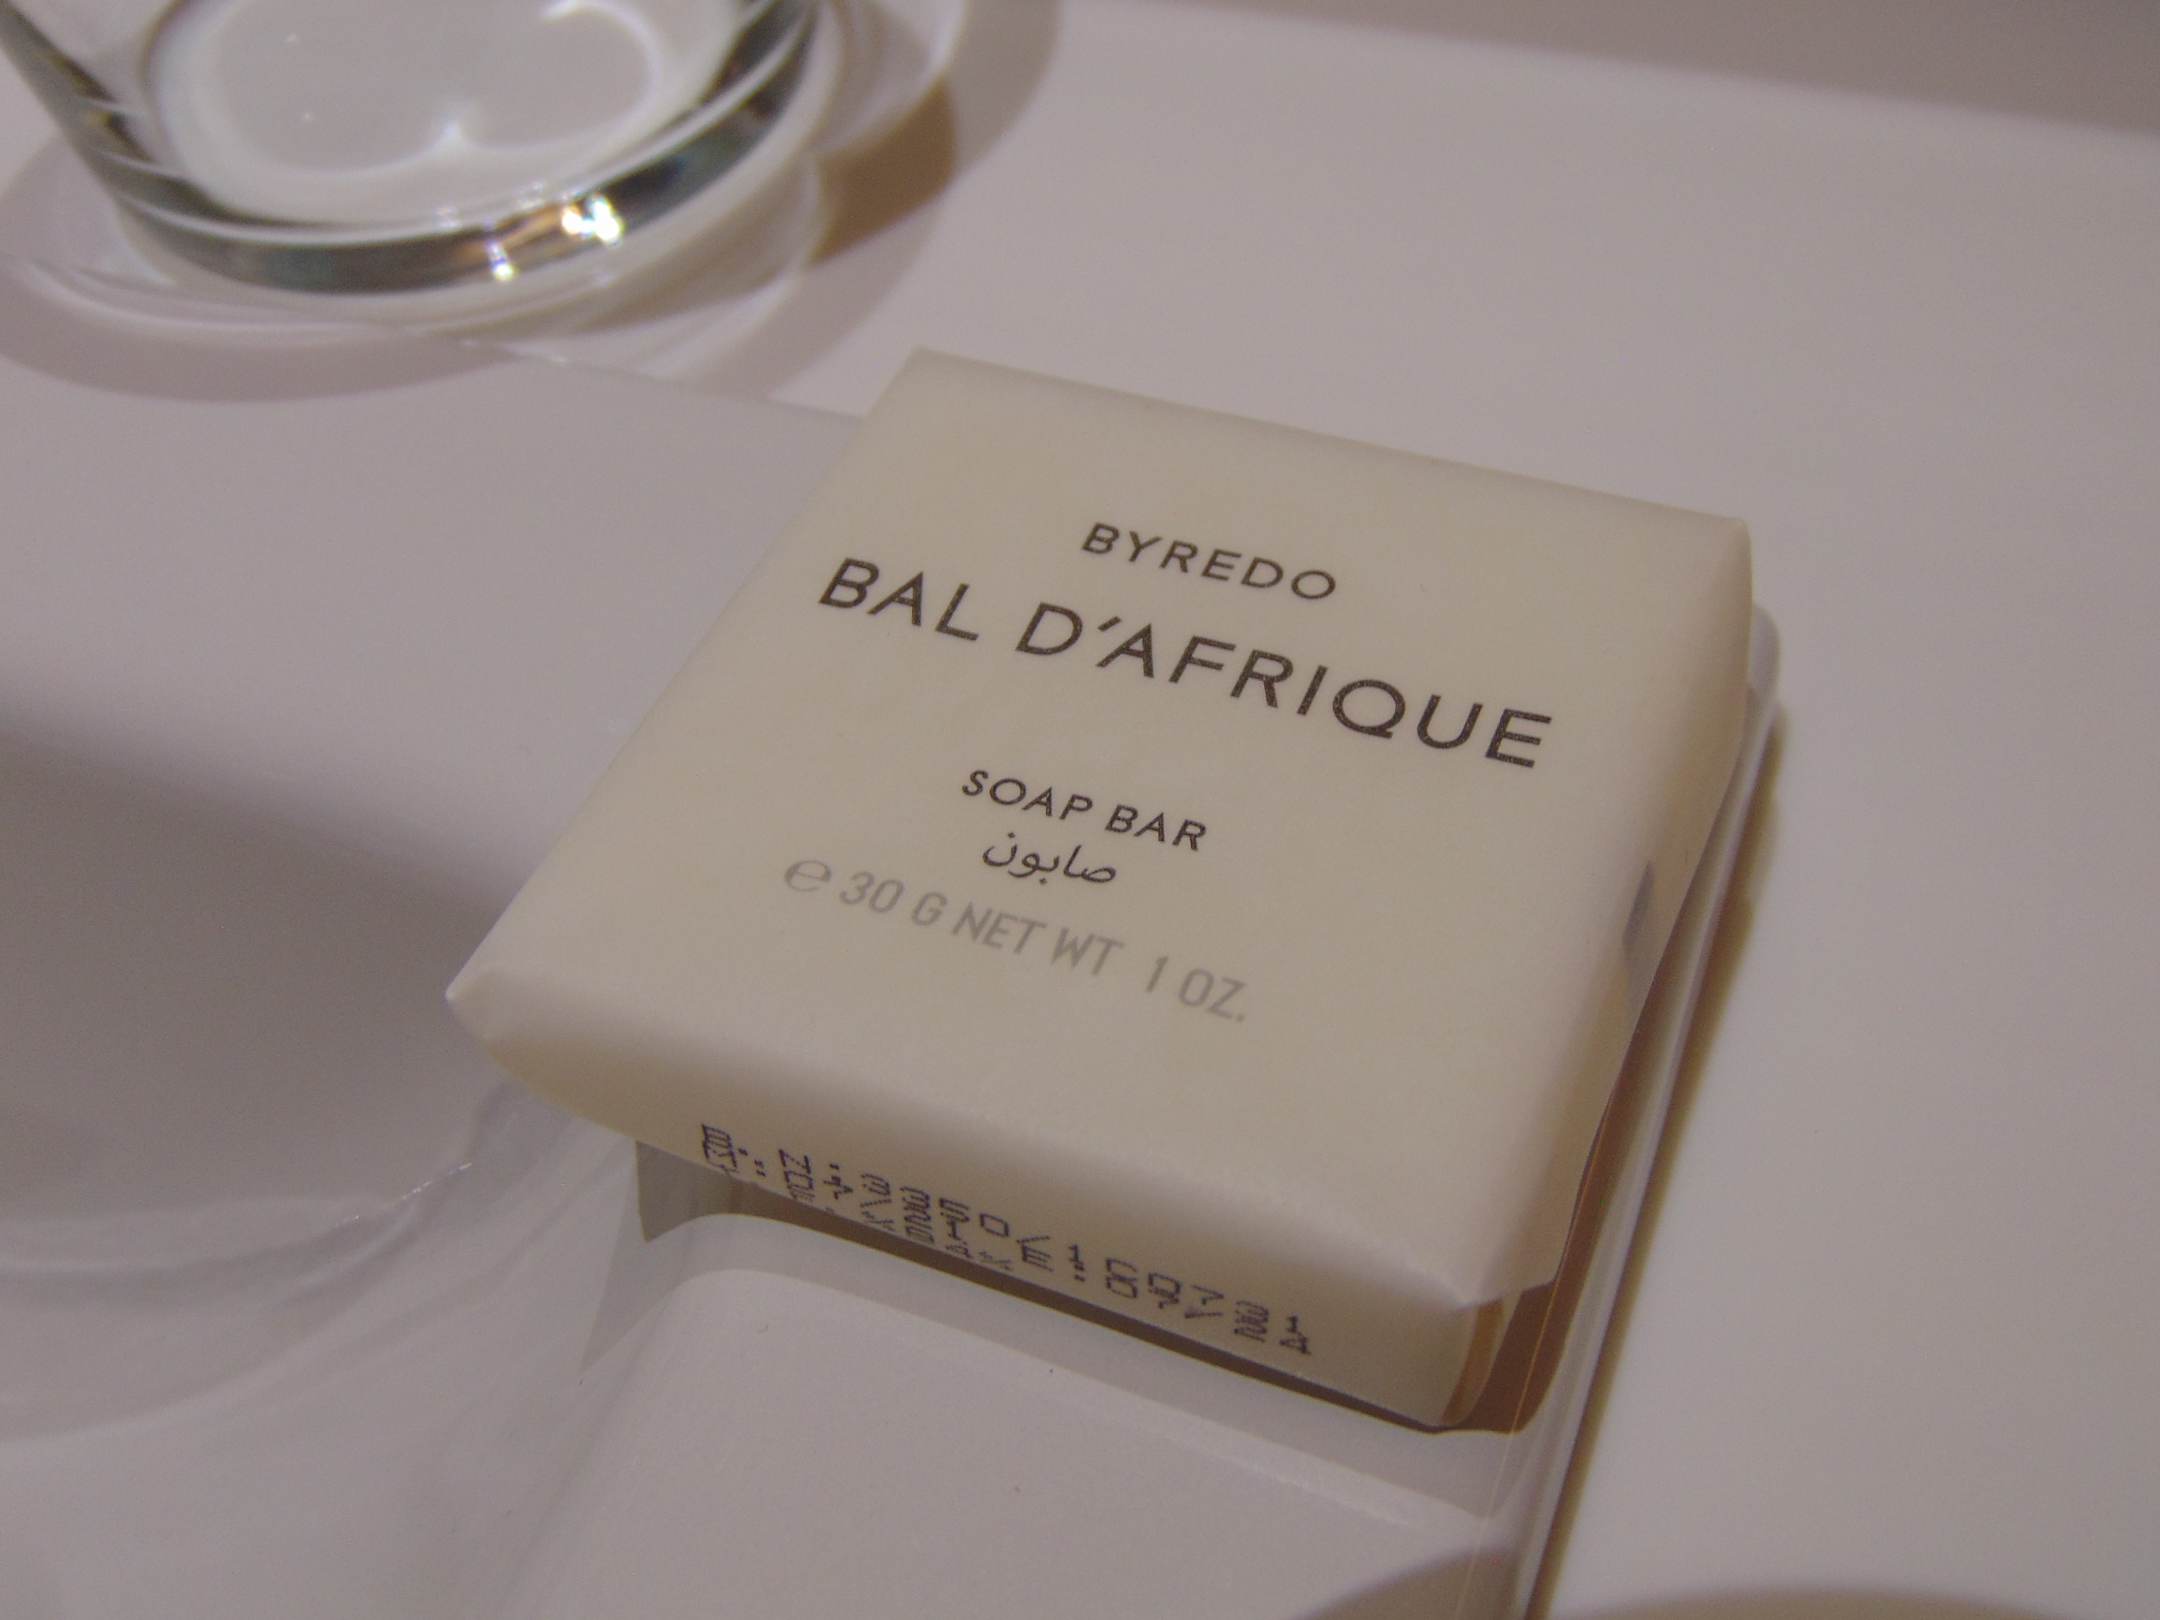 BYREDO
BAL D'AFRIQUE
SOAP BAR
صابون
℮ 30 G NET WT 1 OZ.